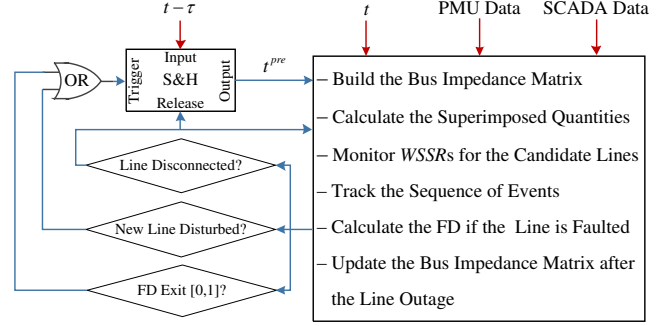 t − τ
t
PMU Data
SCADA Data
OR
Trigger
Input
S&H
Release
Output
t^pre
– Build the Bus Impedance Matrix
– Calculate the Superimposed Quantities
– Monitor WSSRs for the Candidate Lines
– Track the Sequence of Events
– Calculate the FD if the Line is Faulted
– Update the Bus Impedance Matrix after
the Line Outage
Line Disconnected?
New Line Disturbed?
FD Exit [0,1]?